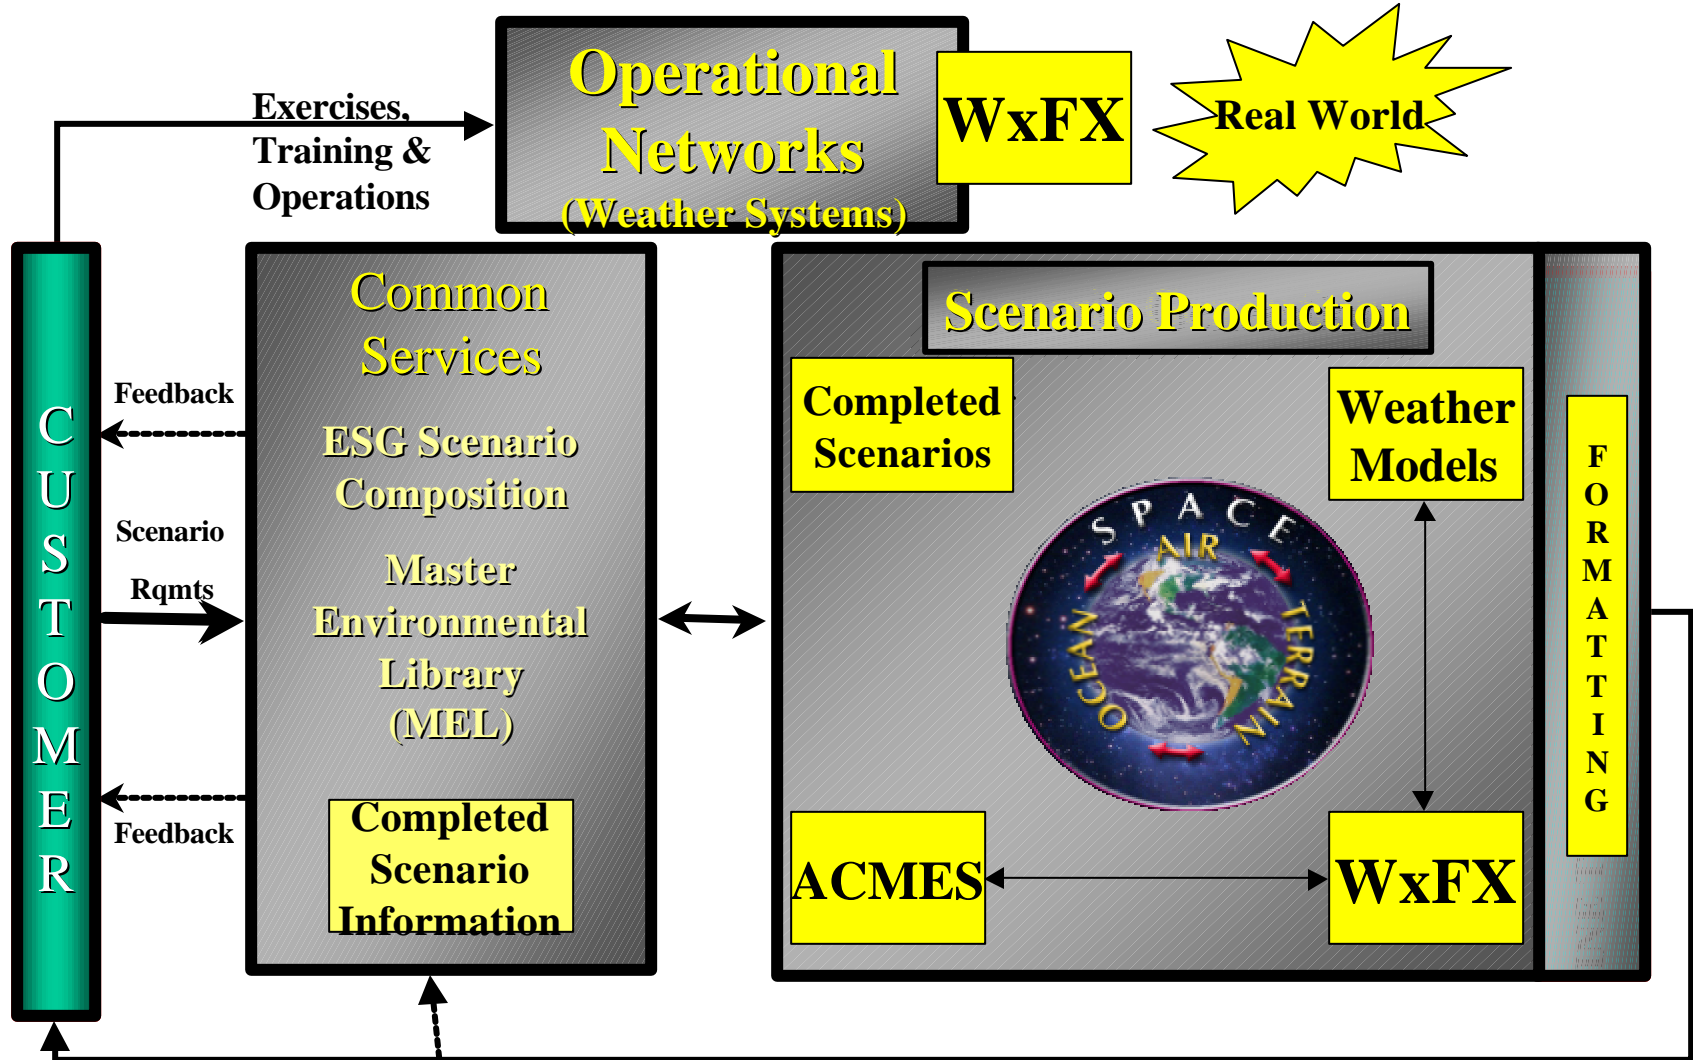 Operational
Networks
(Weather Systems)
WxFX
Real World
Exercises,
Training &
Operations
CUSTOMER
Feedback
Scenario
Rqmts
Feedback
Common
Services
ESG Scenario
Composition
Master
Environmental
Library
(MEL)
Completed
Scenario
Information
Scenario Production
Completed
Scenarios
Weather
Models
SPACE
AIR
OCEAN
TERRAIN
ACMES
WxFX
FORMATTING